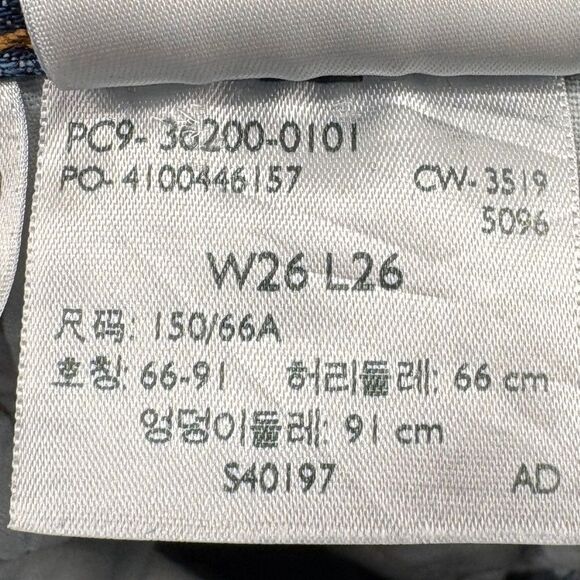 PC9- 36200-0101
PO- 4100446157 CW- 3519
5096
W26 L26
尺码: 150/66A
호칭: 66-91 허리둘레: 66 cm
엉덩이둘레: 91 cm
S40197 AD